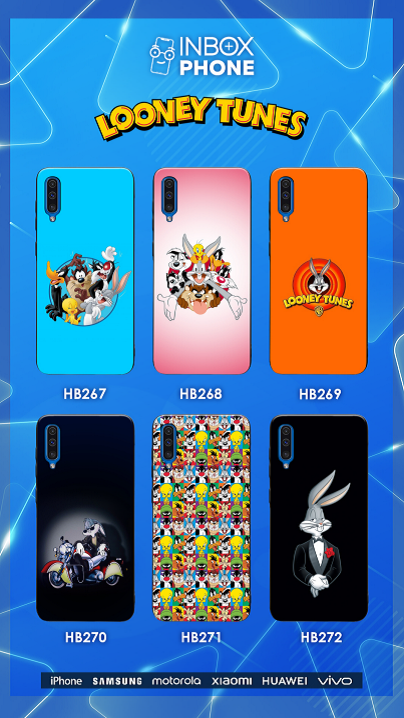 INBOX
PHONE
LOONEY TUNES
LOONEY TUNES
HB267
HB268
HB269
HB270
HB271
HB272
iPhone SAMSUNG motorola XIAOMI HUAWEI VIVO